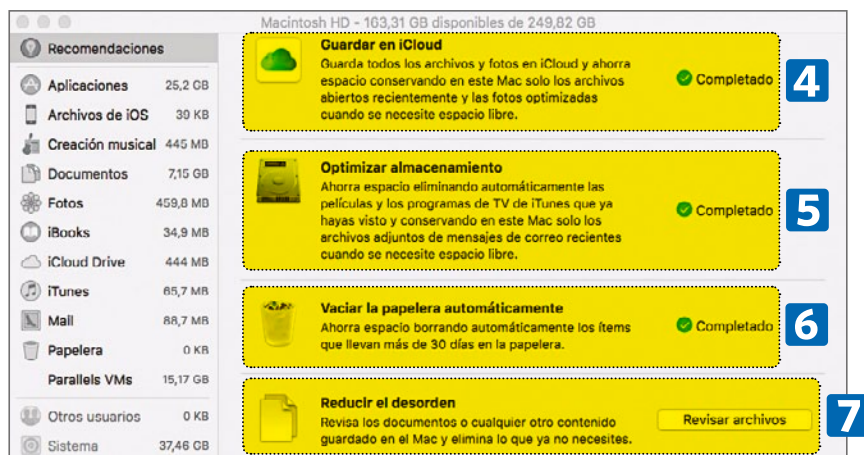 Macintosh HD - 163,31 GB disponibles de 249,82 GB
Recomendaciones
Aplicaciones 25,2 GB
Archivos de iOS 39 KB
Creación musical 445 MB
Documentos 7,15 GB
Fotos 459,8 MB
iBooks 34,9 MB
iCloud Drive 444 MB
iTunes 65,7 MB
Mail 88,7 MB
Papelera 0 KB
Parallels VMs 15,17 GB
Otros usuarios 0 KB
Sistema 37,46 GB
Guardar en iCloud
Guarda todos los archivos y fotos en iCloud y ahorra
espacio conservando en este Mac solo los archivos
abiertos recientemente y las fotos optimizadas
cuando se necesite espacio libre.
Completado
4
Optimizar almacenamiento
Ahorra espacio eliminando automáticamente las
películas y los programas de TV de iTunes que ya
hayas visto y conservando en este Mac solo los
archivos adjuntos de mensajes de correo recientes
cuando se necesite espacio libre.
Completado
5
Vaciar la papelera automáticamente
Ahorra espacio borrando automáticamente los ítems
que llevan más de 30 días en la papelera.
Completado
6
Reducir el desorden
Revisa los documentos o cualquier otro contenido
guardado en el Mac y elimina lo que ya no necesites.
Revisar archivos
7